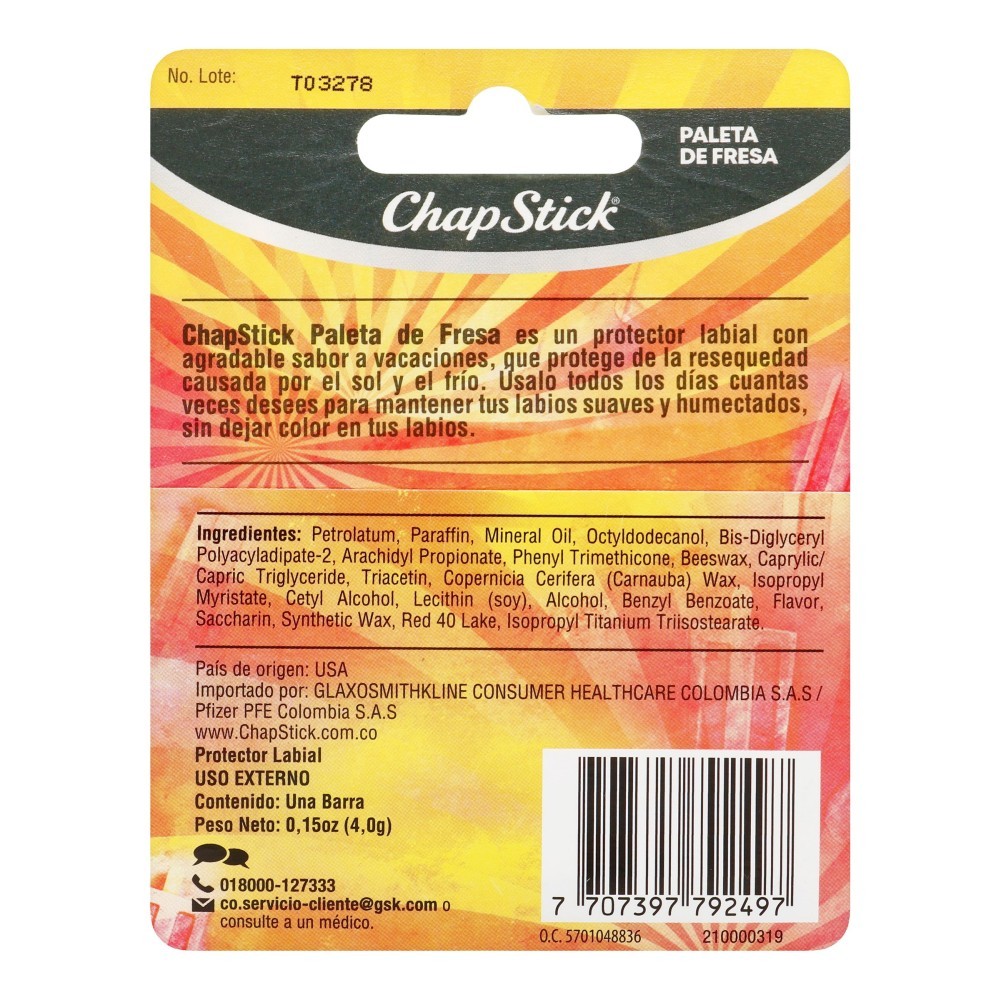 No. Lote: T03278
PALETA
DE FRESA
ChapStick®
ChapStick Paleta de Fresa es un protector labial con
agradable sabor a vacaciones, que protege de la resequedad
causada por el sol y el frío. Úsalo todos los días cuantas
veces desees para mantener tus labios suaves y humectados,
sin dejar color en tus labios.
Ingredientes: Petrolatum, Paraffin, Mineral Oil, Octyldodecanol, Bis-Diglyceryl
Polyacyladipate-2, Arachidyl Propionate, Phenyl Trimethicone, Beeswax, Caprylic/
Capric Triglyceride, Triacetin, Copernicia Cerifera (Carnauba) Wax, Isopropyl
Myristate, Cetyl Alcohol, Lecithin (soy), Alcohol, Benzyl Benzoate, Flavor,
Saccharin, Synthetic Wax, Red 40 Lake, Isopropyl Titanium Triisostearate.
País de origen: USA
Importado por: GLAXOSMITHKLINE CONSUMER HEALTHCARE COLOMBIA S.A.S /
Pfizer PFE Colombia S.A.S
www.ChapStick.com.co
Protector Labial
USO EXTERNO
Contenido: Una Barra
Peso Neto: 0,15oz (4,0g)
018000-127333
co.servicio-cliente@gsk.com o
consulte a un médico.
7 707397 792497
O.C. 5701048836 210000319